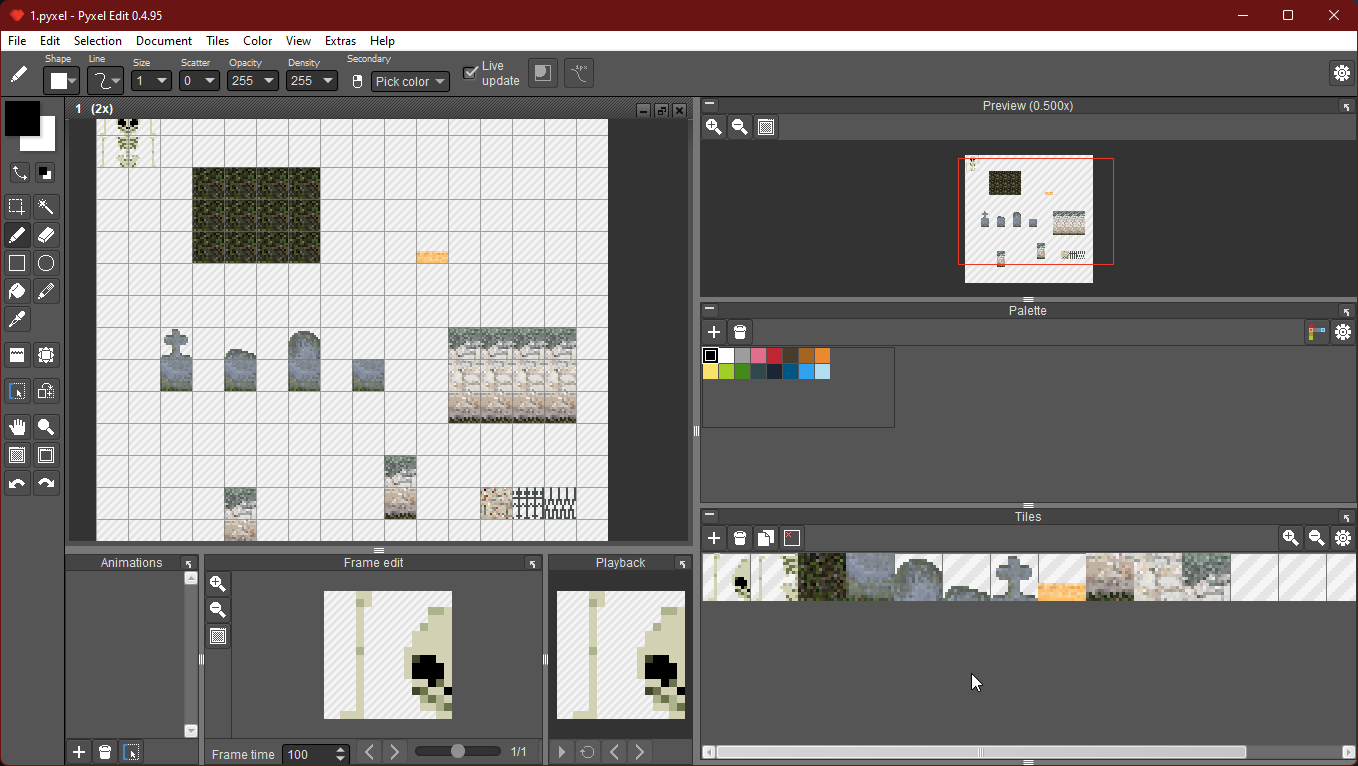 1.pyxel - Pyxel Edit 0.4.95
File Edit Selection Document Tiles Color View Extras Help
Shape Line Size Scatter Opacity Density Secondary
1 0 255 255 Pick color Live update
1 (2x)
Preview (0.500x)
Palette
Tiles
Animations Frame edit Playback
Frame time 100 1/1